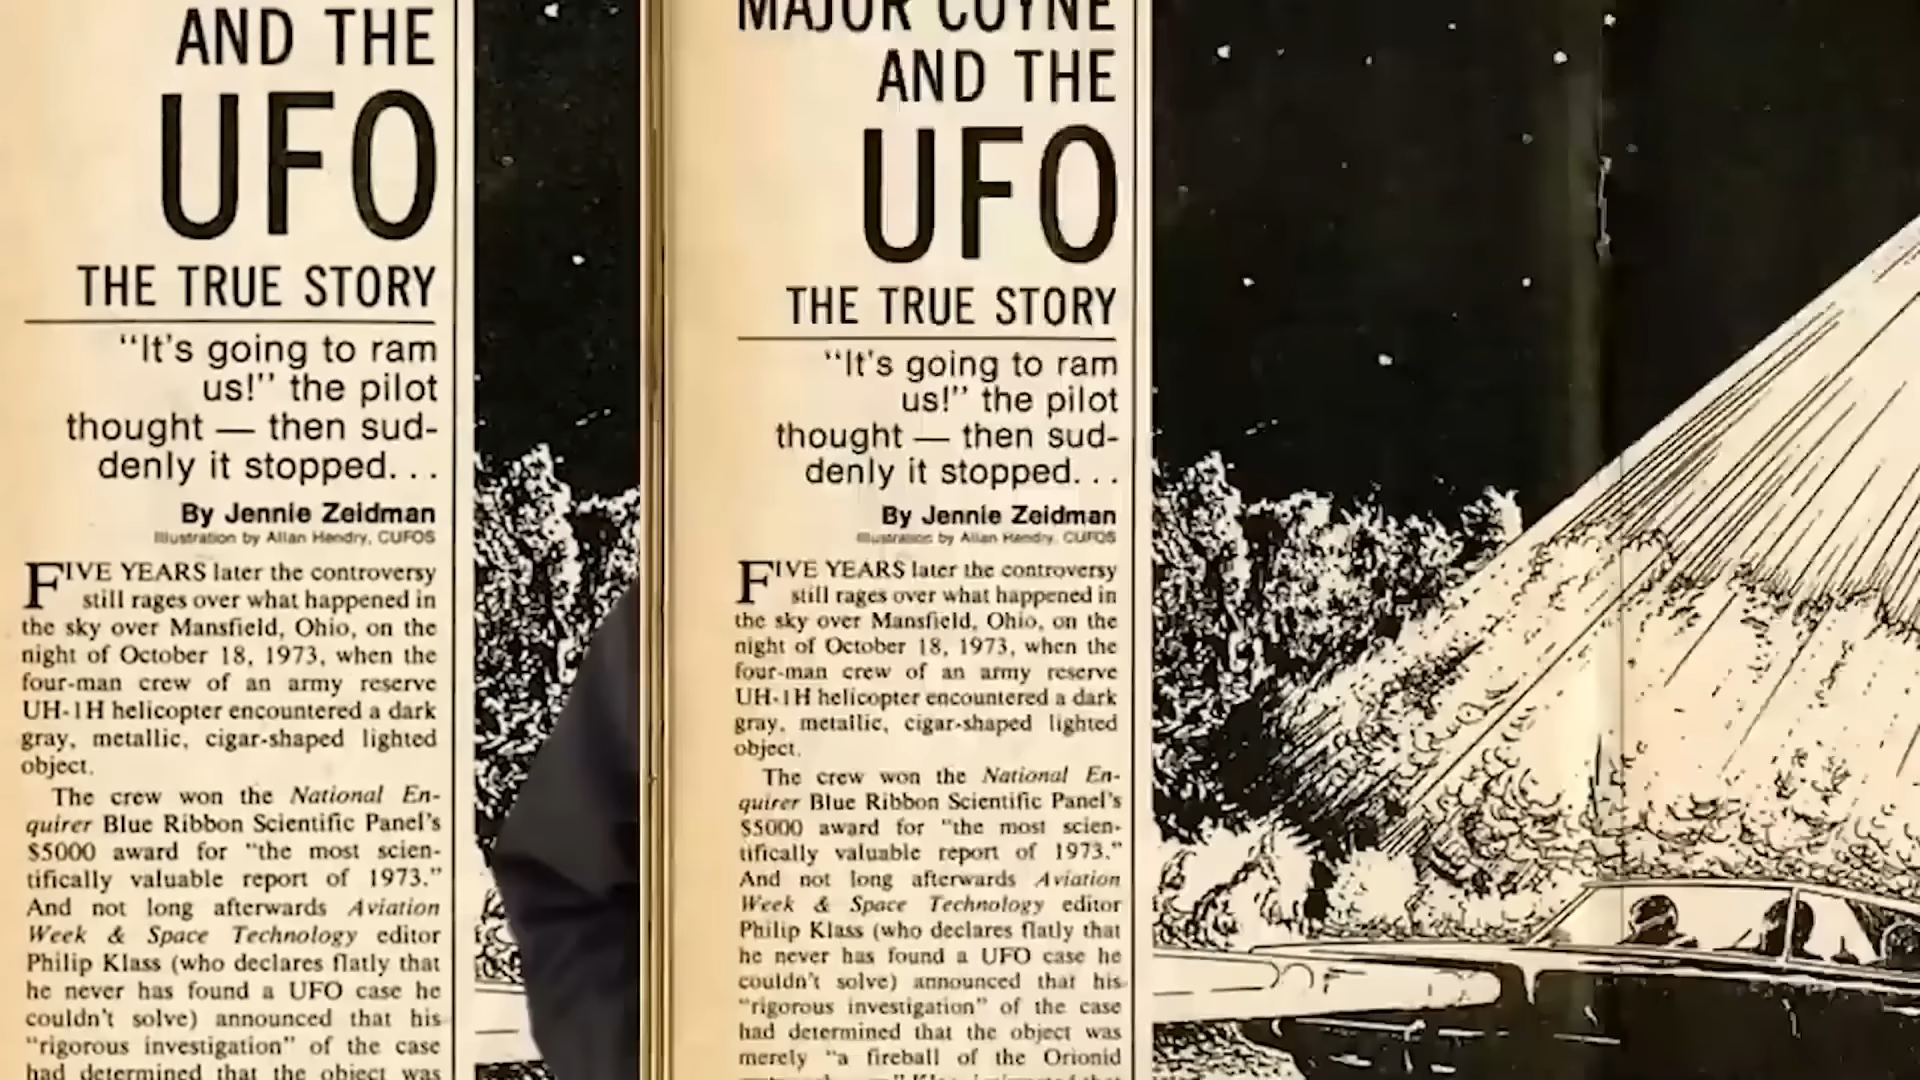 AND THE
UFO
THE TRUE STORY
"It's going to ram
us!" the pilot
thought — then sud-
denly it stopped. . .
By Jennie Zeidman
Illustration by Allan Hendry, CUFOS
FIVE YEARS later the controversy
still rages over what happened in
the sky over Mansfield, Ohio, on the
night of October 18, 1973, when the
four-man crew of an army reserve
UH-1H helicopter encountered a dark
gray, metallic, cigar-shaped lighted
object.
The crew won the National En-
quirer Blue Ribbon Scientific Panel's
$5000 award for "the most scien-
tifically valuable report of 1973."
And not long afterwards Aviation
Week & Space Technology editor
Philip Klass (who declares flatly that
he never has found a UFO case he
couldn't solve) announced that his
"rigorous investigation" of the case
had determined that the object was
MAJOR COYNE
AND THE
UFO
THE TRUE STORY
"It's going to ram
us!" the pilot
thought — then sud-
denly it stopped. . .
By Jennie Zeidman
Illustration by Allan Hendry, CUFOS
FIVE YEARS later the controversy
still rages over what happened in
the sky over Mansfield, Ohio, on the
night of October 18, 1973, when the
four-man crew of an army reserve
UH-1H helicopter encountered a dark
gray, metallic, cigar-shaped lighted
object.
The crew won the National En-
quirer Blue Ribbon Scientific Panel's
$5000 award for "the most scien-
tifically valuable report of 1973."
And not long afterwards Aviation
Week & Space Technology editor
Philip Klass (who declares flatly that
he never has found a UFO case he
couldn't solve) announced that his
"rigorous investigation" of the case
had determined that the object was
merely "a fireball of the Orionid